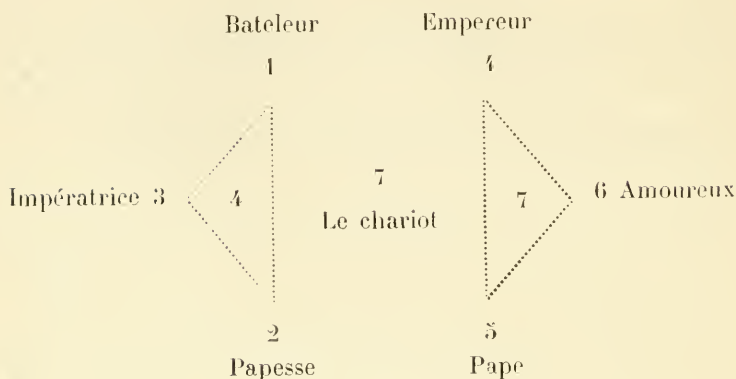 Bateleur Empereur
1 4
7
Impératrice 3 4 7 6 Amoureux
Le chariot
2 5
Papesse Pape